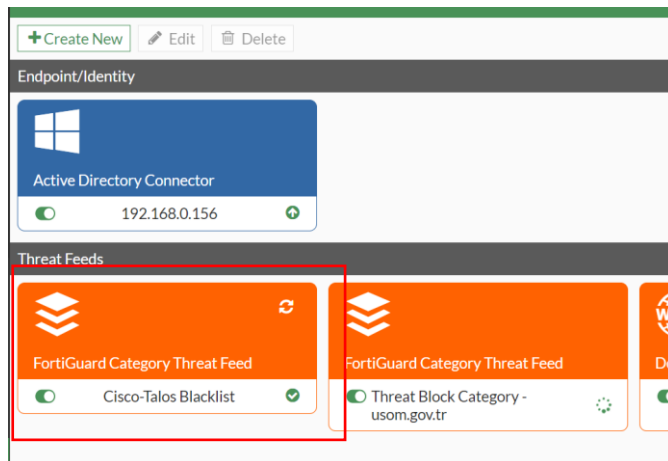 +Create New Edit Delete
Endpoint/Identity
Active Directory Connector
192.168.0.156
Threat Feeds
FortiGuard Category Threat Feed
FortiGuard Category Threat Feed
Cisco-Talos Blacklist
Threat Block Category -
usom.gov.tr